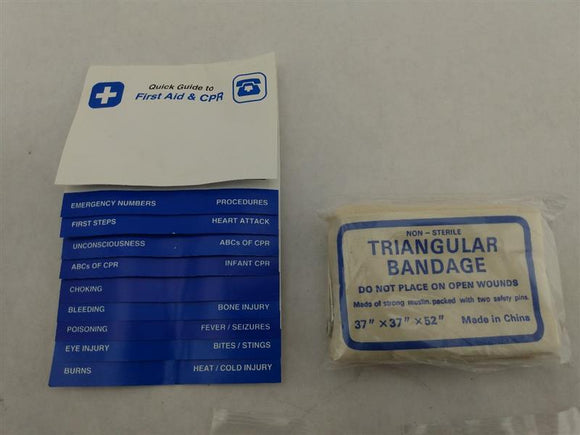 Quick Guide to
First Aid & CPR
EMERGENCY NUMBERS PROCEDURES
FIRST STEPS HEART ATTACK
UNCONSCIOUSNESS ABCs OF CPR
ABCs OF CPR INFANT CPR
CHOKING
BLEEDING BONE INJURY
POISONING FEVER / SEIZURES
EYE INJURY BITES / STINGS
BURNS HEAT / COLD INJURY
NON - STERILE
TRIANGULAR
BANDAGE
DO NOT PLACE ON OPEN WOUNDS
Made of strong muslin. packed with two safety pins.
37" × 37" × 52" Made in China